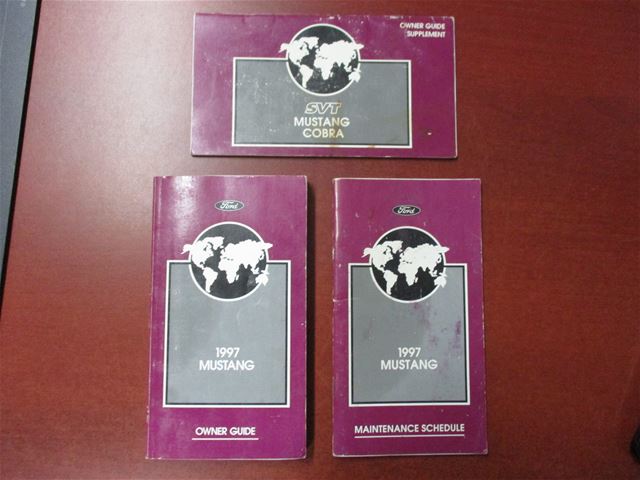 OWNER GUIDE
SUPPLEMENT
SVT
MUSTANG
COBRA
Ford
1997
MUSTANG
OWNER GUIDE
Ford
1997
MUSTANG
MAINTENANCE SCHEDULE